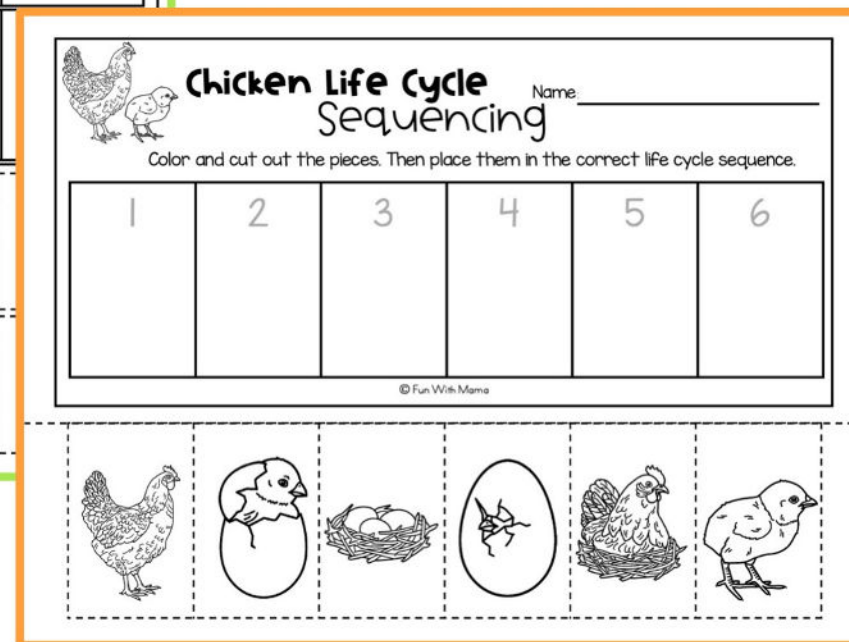 Chicken Life Cycle
Name:
Sequencing
Color and cut out the pieces. Then place them in the correct life cycle sequence.
1 2 3 4 5 6
© Fun With Mama